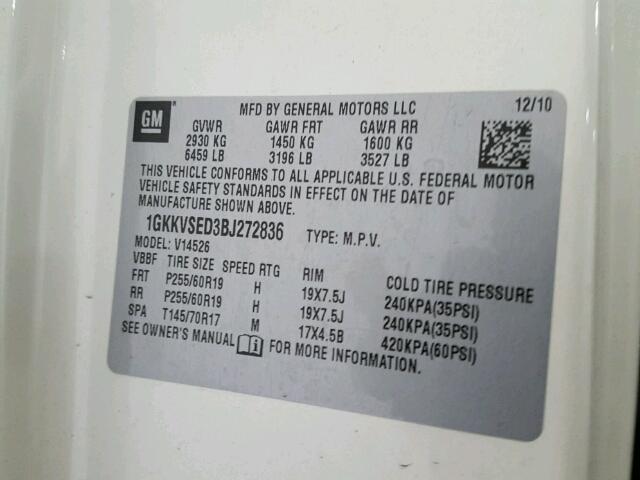 GM MFD BY GENERAL MOTORS LLC 12/10
GVWR GAWR FRT GAWR RR
2930 KG 1450 KG 1600 KG
6459 LB 3196 LB 3527 LB
THIS VEHICLE CONFORMS TO ALL APPLICABLE U.S. FEDERAL MOTOR
VEHICLE SAFETY STANDARDS IN EFFECT ON THE DATE OF
MANUFACTURE SHOWN ABOVE.
1GKKVSED3BJ272836 TYPE: M.P.V.
MODEL: V14526
VBBF TIRE SIZE SPEED RTG RIM COLD TIRE PRESSURE
FRT P255/60R19 H 19X7.5J 240KPA(35PSI)
RR P255/60R19 H 19X7.5J 240KPA(35PSI)
SPA T145/70R17 M 17X4.5B 420KPA(60PSI)
SEE OWNER'S MANUAL FOR MORE INFORMATION.